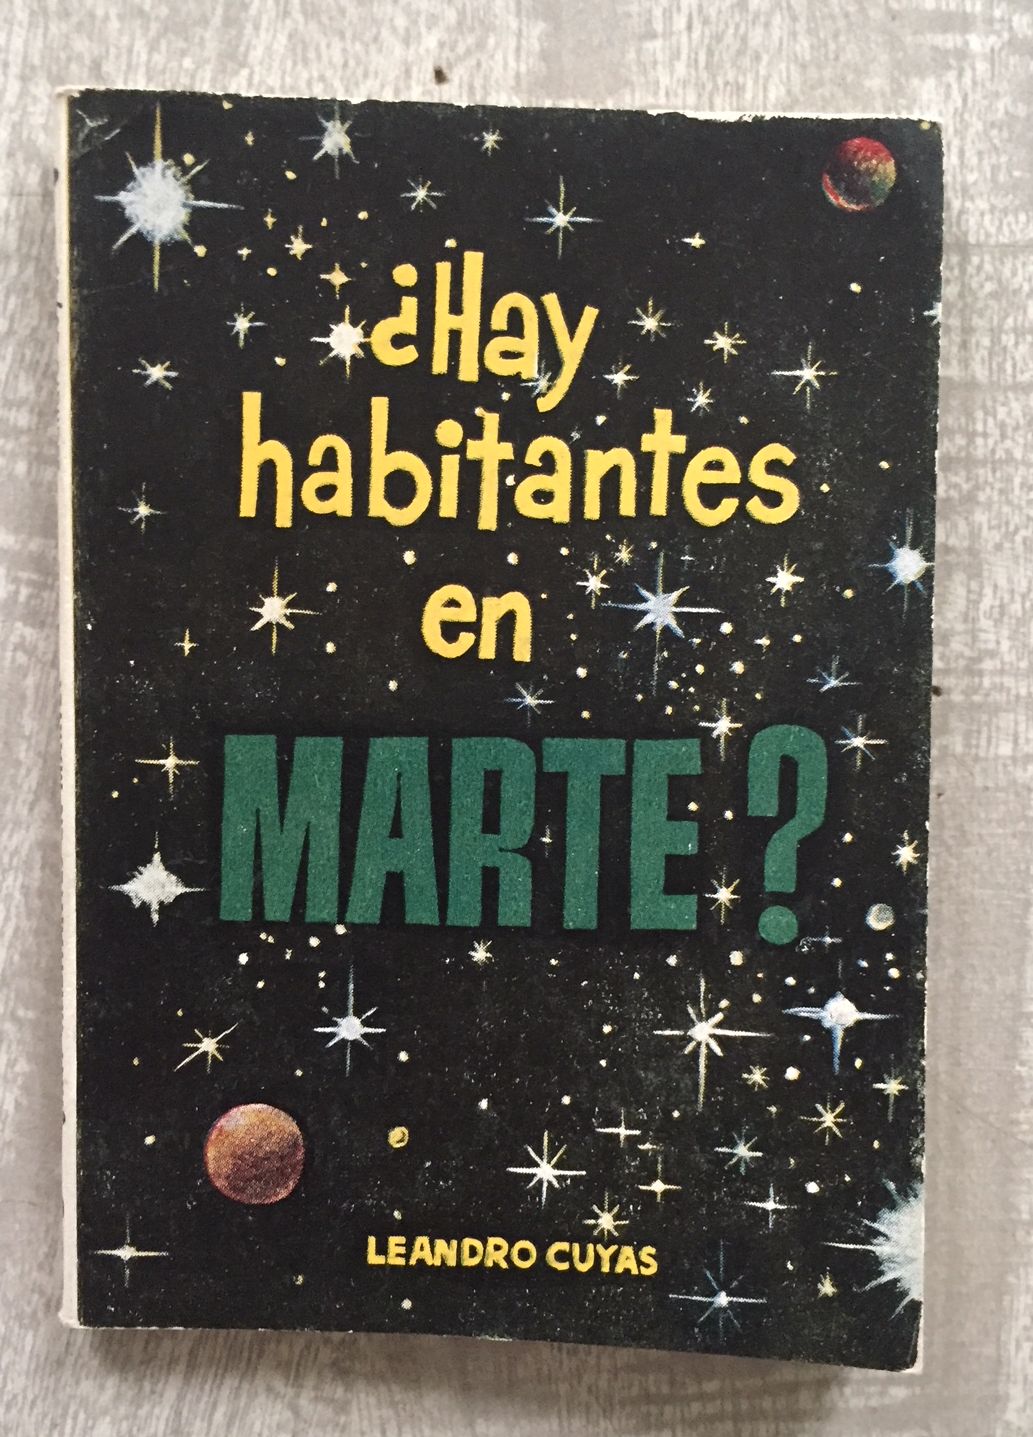 ¿Hay
habitantes
en
MARTE?
LEANDRO CUYAS